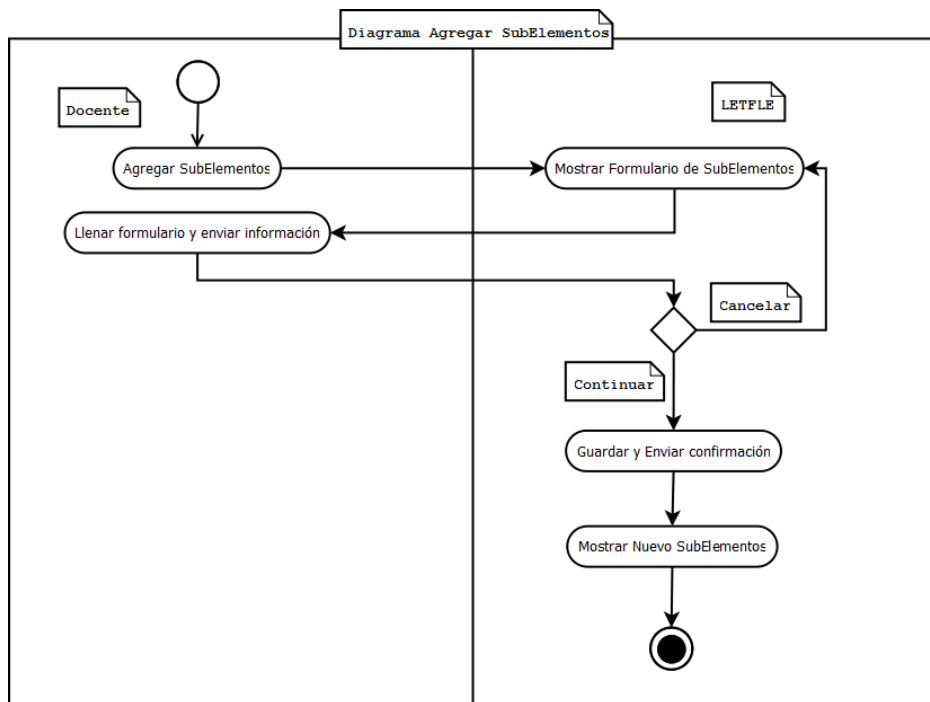 Diagrama Agregar SubElementos
Docente
LETFLE
Agregar SubElementos
Mostrar Formulario de SubElementos
Llenar formulario y enviar información
Cancelar
Continuar
Guardar y Enviar confirmación
Mostrar Nuevo SubElementos